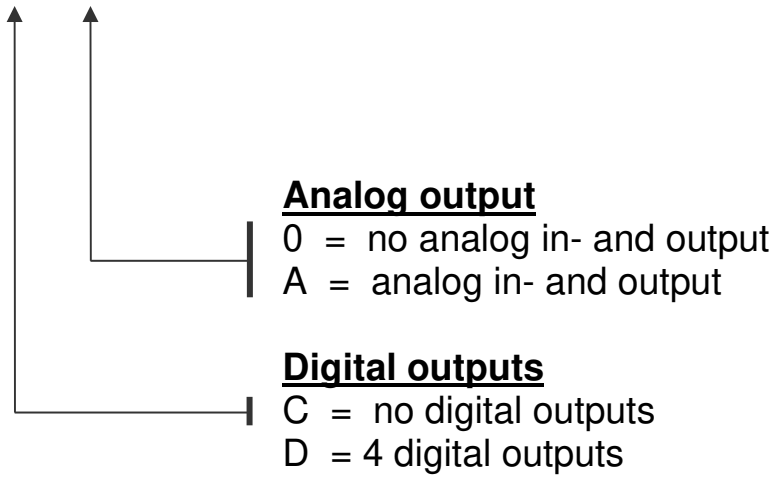 Analog output
0 = no analog in- and output
A = analog in- and output
Digital outputs
C = no digital outputs
D = 4 digital outputs